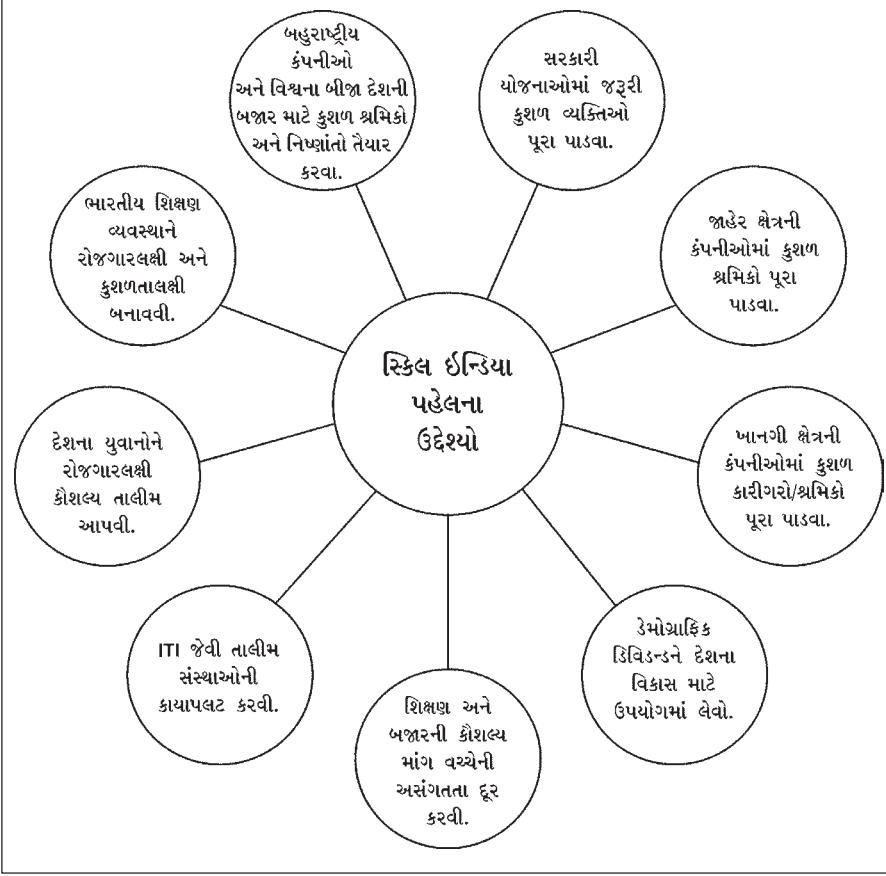 સ્કિલ ઇન્ડિયા
પહેલના
ઉદ્દેશ્યો
સરકારી
યોજનાઓમાં જરૂરી
કુશળ વ્યક્તિઓ
પૂરા પાડવા.
જાહેર ક્ષેત્રની
કંપનીઓમાં કુશળ
શ્રમિકો પૂરા
પાડવા.
ખાનગી ક્ષેત્રની
કંપનીઓમાં કુશળ
કારીગરો/શ્રમિકો
પૂરા પાડવા.
ડેમોગ્રાફિક
ડિવિડન્ડને દેશના
વિકાસ માટે
ઉપયોગમાં લેવો.
શિક્ષણ અને
બજારની કૌશલ્ય
માંગ વચ્ચેની
અસંગતતા દૂર
કરવી.
ITI જેવી તાલીમ
સંસ્થાઓની
કાયાપલટ કરવી.
દેશના યુવાનોને
રોજગારલક્ષી
કૌશલ્ય તાલીમ
આપવી.
ભારતીય શિક્ષણ
વ્યવસ્થાને
રોજગારલક્ષી અને
કુશળતાલક્ષી
બનાવવી.
બહુરાષ્ટ્રીય
કંપનીઓ
અને વિશ્વના બીજા દેશની
બજાર માટે કુશળ શ્રમિકો
અને નિષ્ણાંતો તૈયાર
કરવા.